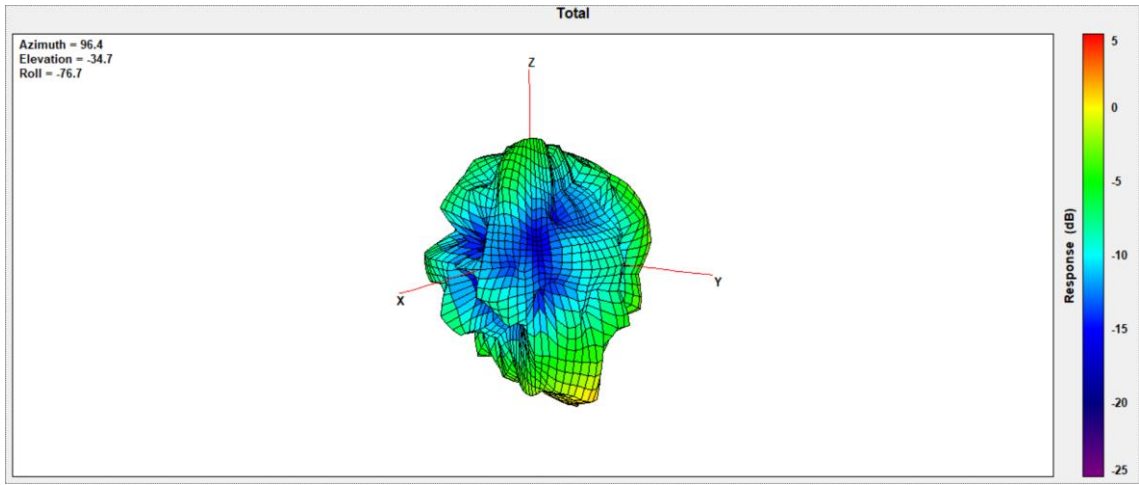 Total
Azimuth = 96.4
Elevation = -34.7
Roll = -76.7
Z
Y
X
5
0
-5
-10
-15
-20
-25
Response (dB)